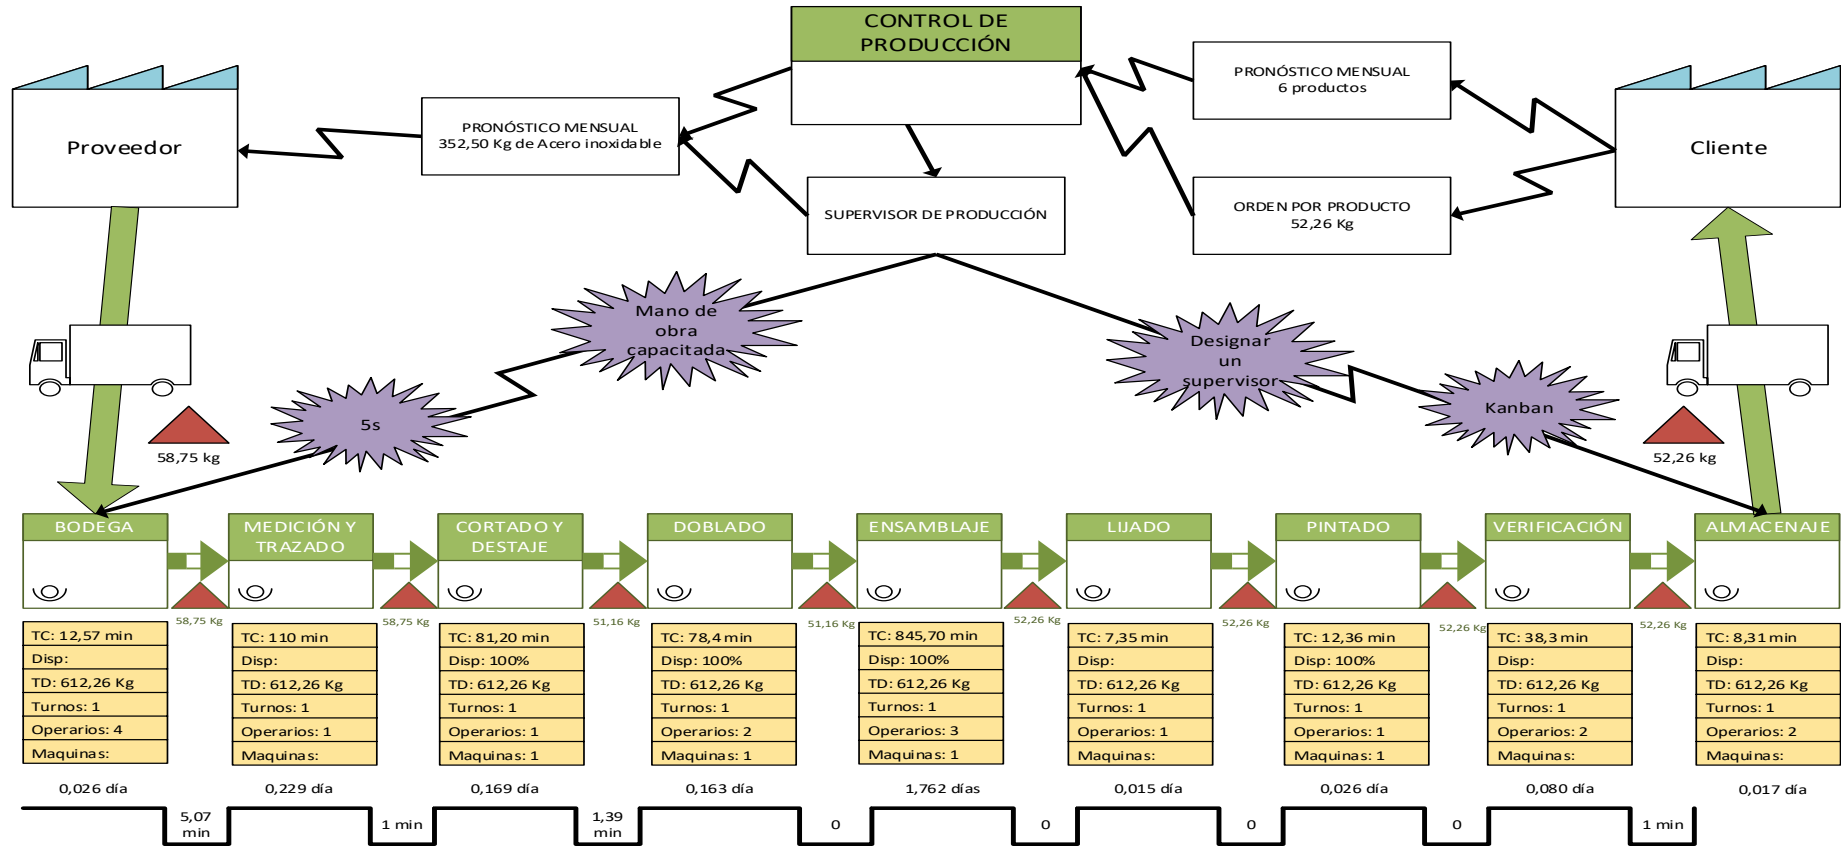 CONTROL DE
PRODUCCIÓN
PRONÓSTICO MENSUAL
6 productos
PRONÓSTICO MENSUAL
352,50 Kg de Acero inoxidable
Proveedor
Cliente
SUPERVISOR DE PRODUCCIÓN
ORDEN POR PRODUCTO
52,26 Kg
Mano de
obra
capacitada
Designar
un
supervisor
5s
Kanban
58,75 kg
52,26 kg
BODEGA
MEDICIÓN Y
TRAZADO
CORTADO Y
DESTAJE
DOBLADO
ENSAMBLAJE
LIJADO
PINTADO
VERIFICACIÓN
ALMACENAJE
58,75 Kg
58,75 Kg
51,16 Kg
51,16 Kg
52,26 Kg
52,26 Kg
52,26 Kg
52,26 Kg
TC: 12,57 min
Disp:
TD: 612,26 Kg
Turnos: 1
Operarios: 4
Maquinas:
TC: 110 min
Disp:
TD: 612,26 Kg
Turnos: 1
Operarios: 1
Maquinas:
TC: 81,20 min
Disp: 100%
TD: 612,26 Kg
Turnos: 1
Operarios: 1
Maquinas: 1
TC: 78,4 min
Disp: 100%
TD: 612,26 Kg
Turnos: 1
Operarios: 2
Maquinas: 1
TC: 845,70 min
Disp: 100%
TD: 612,26 Kg
Turnos: 1
Operarios: 3
Maquinas: 1
TC: 7,35 min
Disp:
TD: 612,26 Kg
Turnos: 1
Operarios: 1
Maquinas:
TC: 12,36 min
Disp: 100%
TD: 612,26 Kg
Turnos: 1
Operarios: 1
Maquinas: 1
TC: 38,3 min
Disp:
TD: 612,26 Kg
Turnos: 1
Operarios: 2
Maquinas:
TC: 8,31 min
Disp:
TD: 612,26 Kg
Turnos: 1
Operarios: 2
Maquinas:
0,026 día
0,229 día
0,169 día
0,163 día
1,762 días
0,015 día
0,026 día
0,080 día
0,017 día
5,07
min
1 min
1,39
min
0
0
0
0
1 min